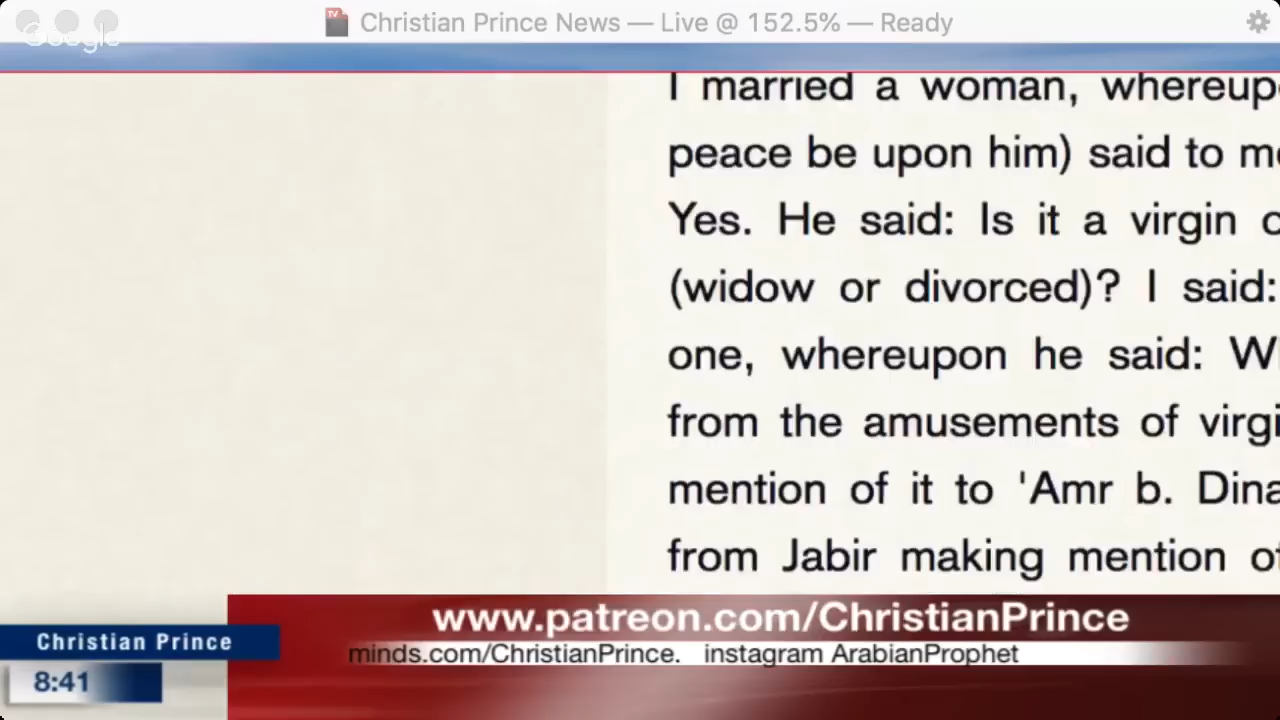 Christian Prince News — Live @ 152.5% — Ready
Google
I married a woman, whereup
peace be upon him) said to m
Yes. He said: Is it a virgin o
(widow or divorced)? I said:
one, whereupon he said: W
from the amusements of virgi
mention of it to 'Amr b. Dina
from Jabir making mention of
www.patreon.com/ChristianPrince
Christian Prince
minds.com/ChristianPrince. instagram ArabianProphet
8:41